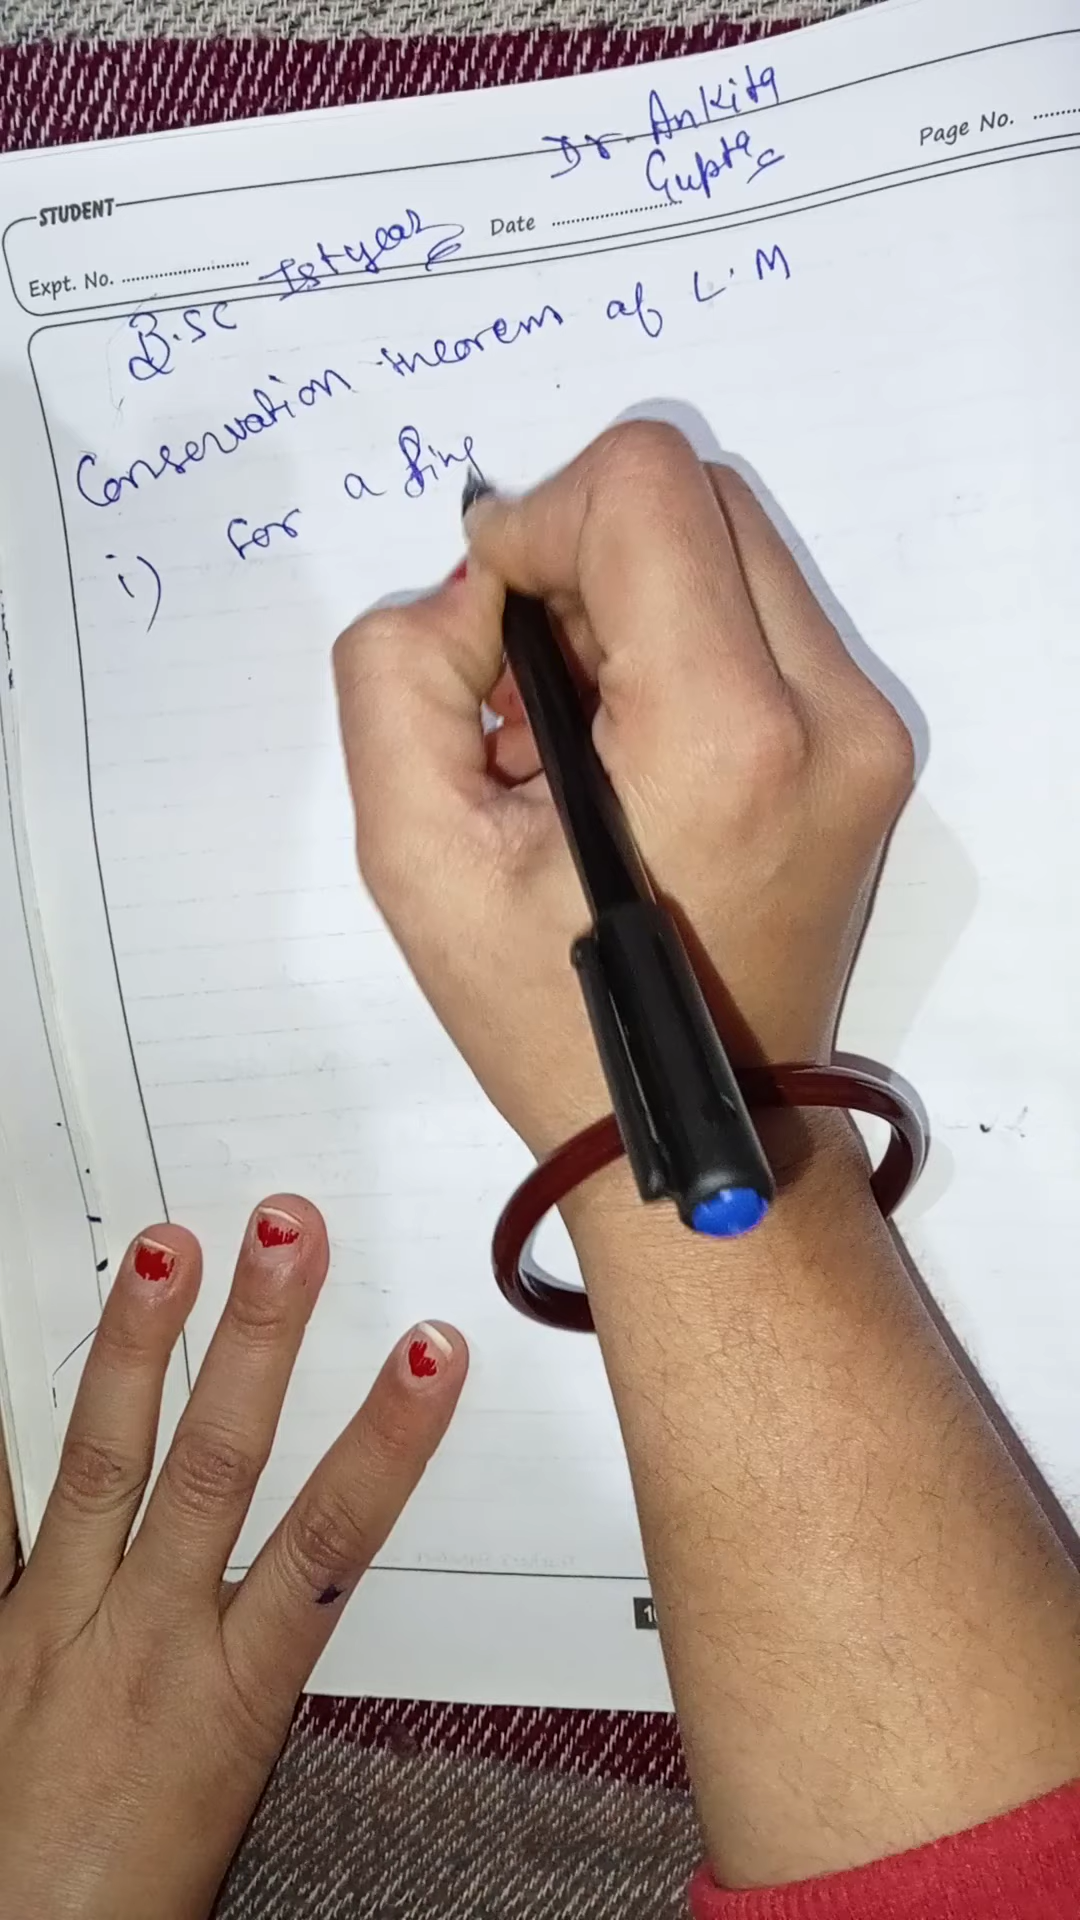 Dr. Ankita
Gupta
STUDENT
Page No.
Expt. No.
Date
B.SC Ist year
Conservation theorem of L.M
i) For a sing